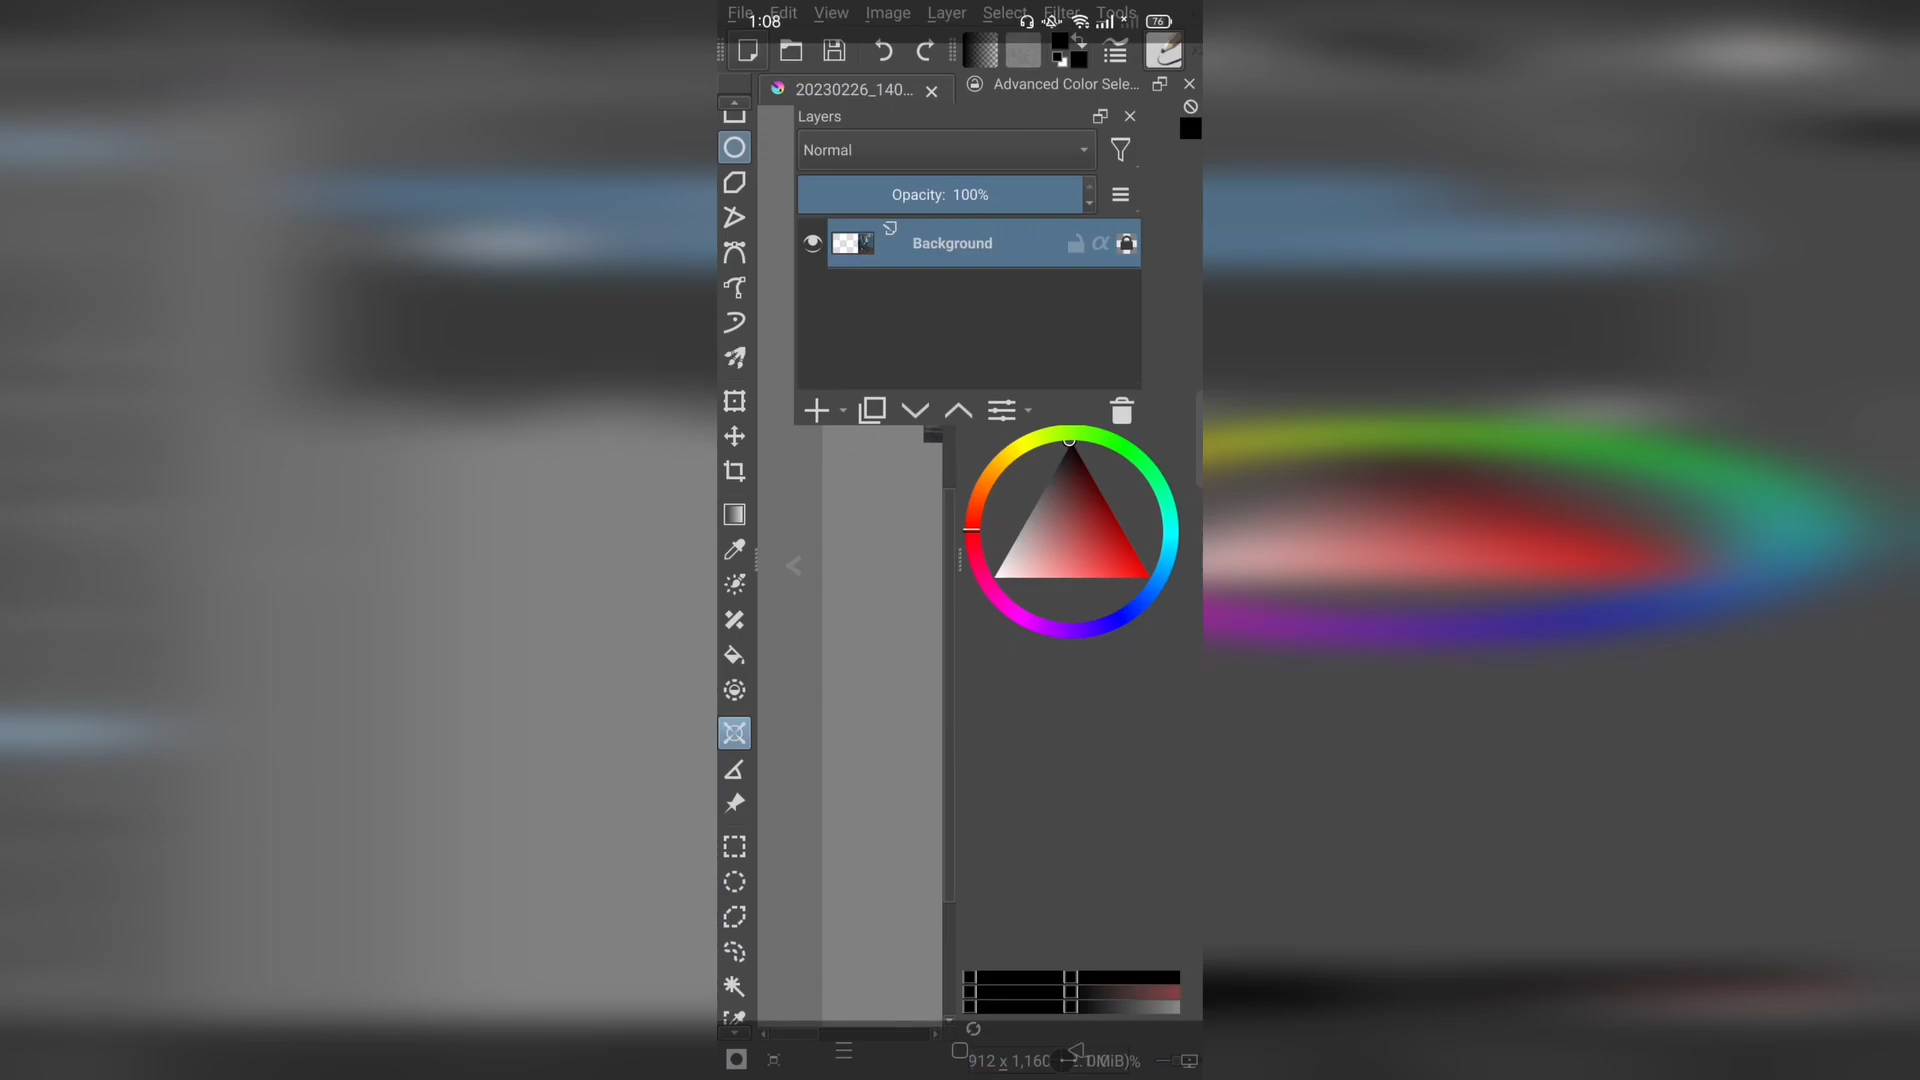 File Edit View Image Layer Select Filter Tools
1:08
76
20230226_140...
Advanced Color Sele...
Layers
Normal
Opacity: 100%
Background
912 x 1,160